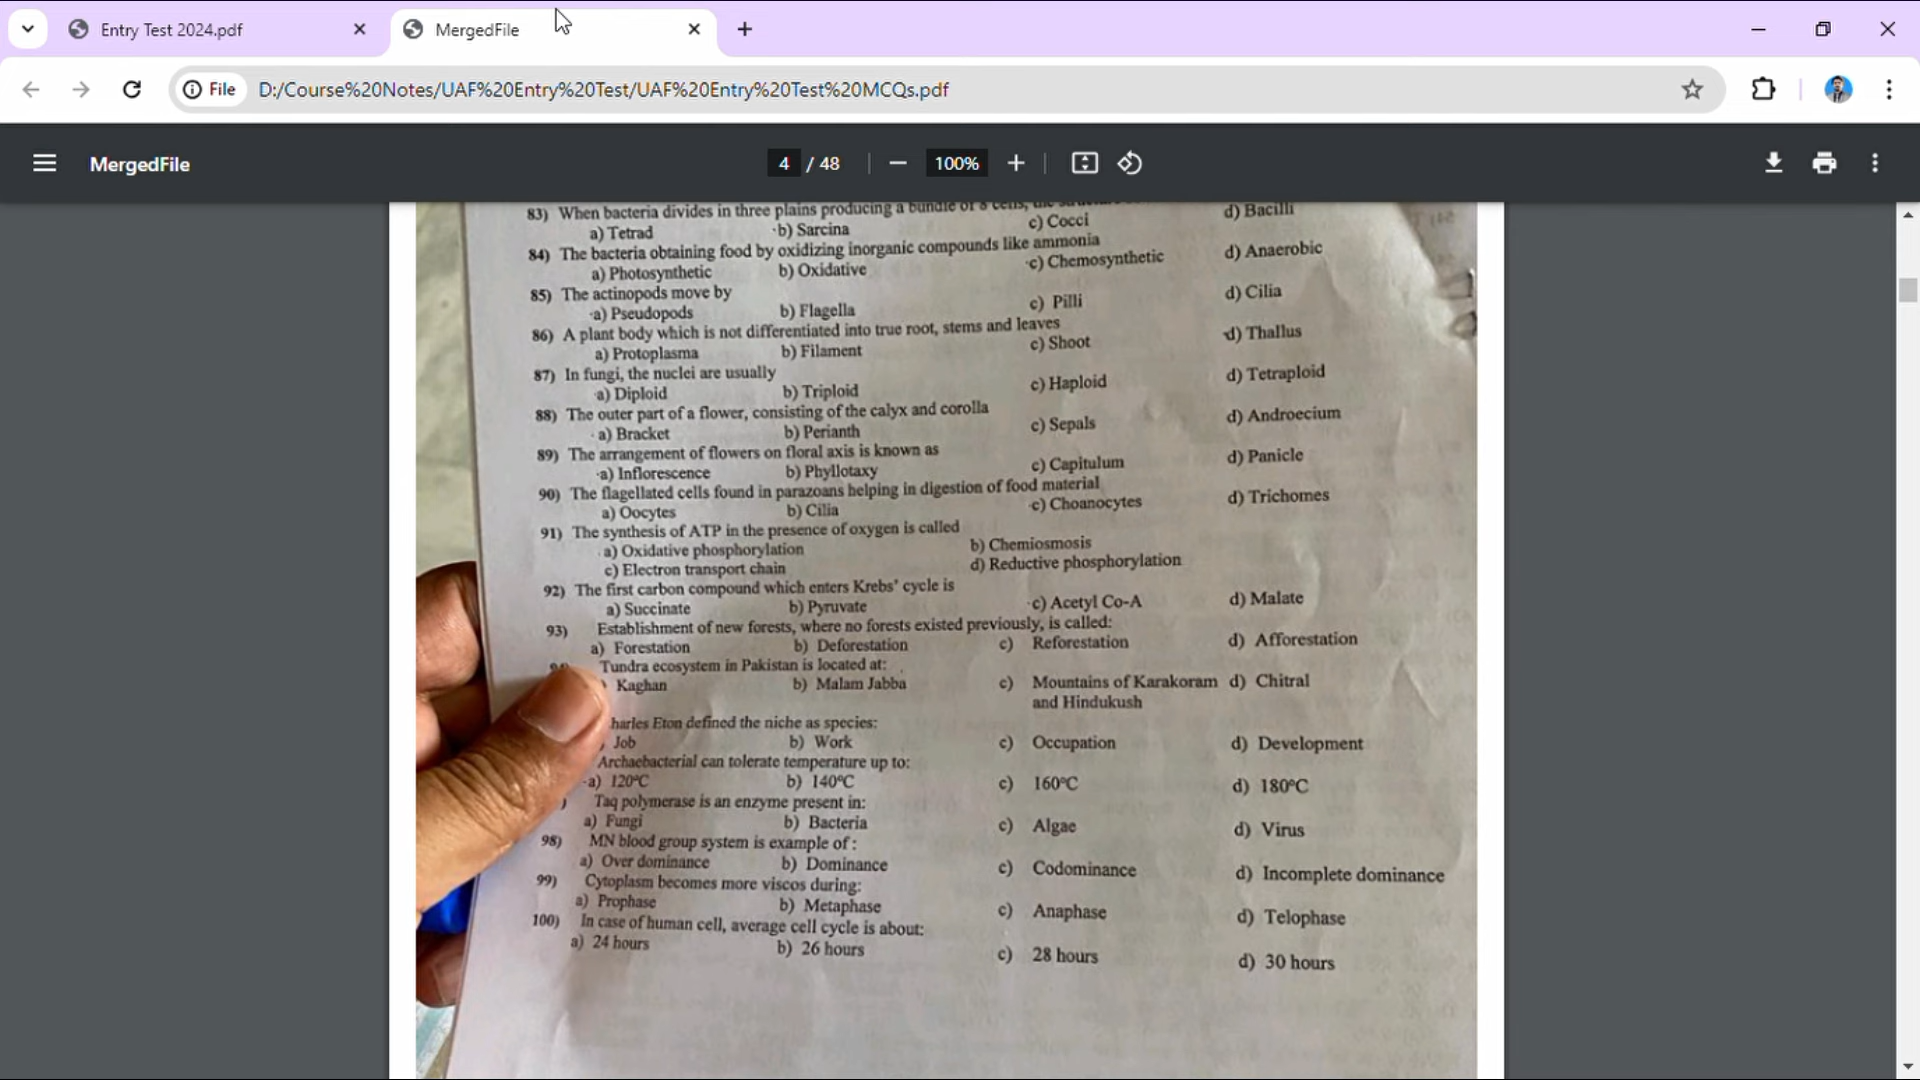 Entry Test 2024.pdf
MergedFile
File D:/Course%20Notes/UAF%20Entry%20Test/UAF%20Entry%20Test%20MCQs.pdf
MergedFile 4 / 48 100%
83) When bacteria divides in three plains producing a bundle of 8 cells, the
a) Tetrad b) Sarcina c) Cocci d) Bacilli
84) The bacteria obtaining food by oxidizing inorganic compounds like ammonia
a) Photosynthetic b) Oxidative c) Chemosynthetic d) Anaerobic
85) The actinopods move by
a) Pseudopods b) Flagella c) Pilli d) Cilia
86) A plant body which is not differentiated into true root, stems and leaves
a) Protoplasma b) Filament c) Shoot d) Thallus
87) In fungi, the nuclei are usually
a) Diploid b) Triploid c) Haploid d) Tetraploid
88) The outer part of a flower, consisting of the calyx and corolla
a) Bracket b) Perianth c) Sepals d) Androecium
89) The arrangement of flowers on floral axis is known as
a) Inflorescence b) Phyllotaxy c) Capitulum d) Panicle
90) The flagellated cells found in parazoans helping in digestion of food material
a) Oocytes b) Cilia c) Choanocytes d) Trichomes
91) The synthesis of ATP in the presence of oxygen is called
a) Oxidative phosphorylation b) Chemiosmosis
c) Electron transport chain d) Reductive phosphorylation
92) The first carbon compound which enters Krebs' cycle is
a) Succinate b) Pyruvate c) Acetyl Co-A d) Malate
93) Establishment of new forests, where no forests existed previously, is called:
a) Forestation b) Deforestation c) Reforestation d) Afforestation
Tundra ecosystem in Pakistan is located at:
Kaghan b) Malam Jabba c) Mountains of Karakoram d) Chitral
and Hindukush
harles Eton defined the niche as species:
Job b) Work c) Occupation d) Development
Archaebacterial can tolerate temperature up to:
a) 120°C b) 140°C c) 160°C d) 180°C
) Taq polymerase is an enzyme present in:
a) Fungi b) Bacteria c) Algae d) Virus
98) MN blood group system is example of :
a) Over dominance b) Dominance c) Codominance d) Incomplete dominance
99) Cytoplasm becomes more viscos during:
a) Prophase b) Metaphase c) Anaphase d) Telophase
100) In case of human cell, average cell cycle is about:
a) 24 hours b) 26 hours c) 28 hours d) 30 hours